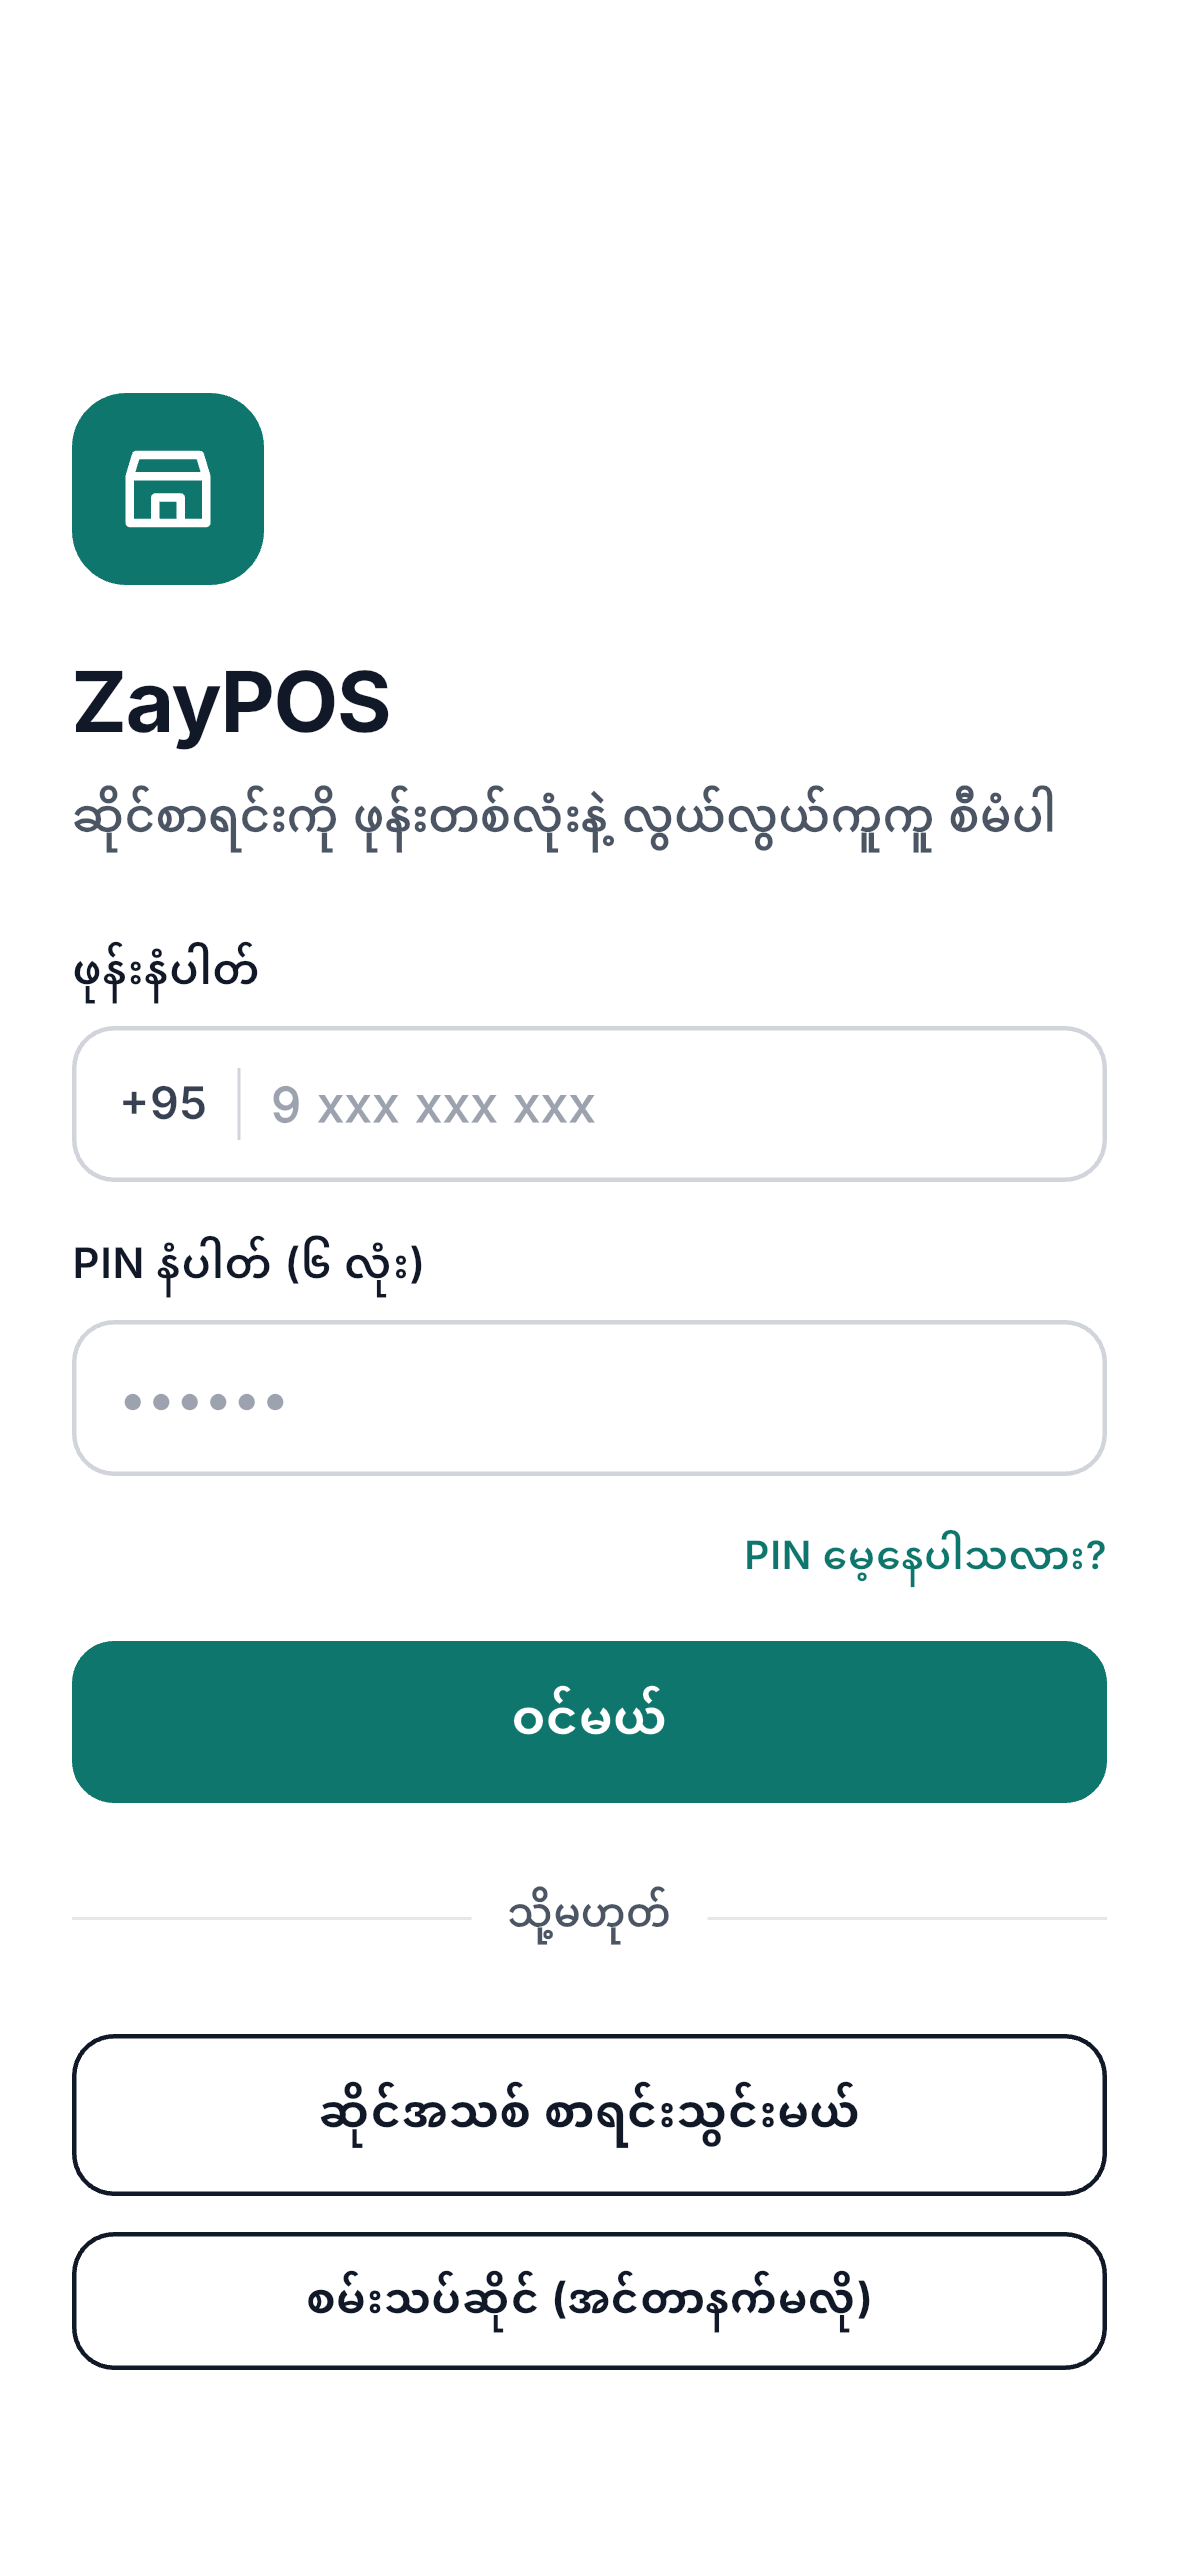 ZayPOS
ဆိုင်စာရင်းကို ဖုန်းတစ်လုံးနဲ့ လွယ်လွယ်ကူကူ စီမံပါ
ဖုန်းနံပါတ်
+95 9 xxx xxx xxx
PIN နံပါတ် (၆ လုံး)
••••••
PIN မေ့နေပါသလား?
ဝင်မယ်
သို့မဟုတ်
ဆိုင်အသစ် စာရင်းသွင်းမယ်
စမ်းသပ်ဆိုင် (အင်တာနက်မလို)